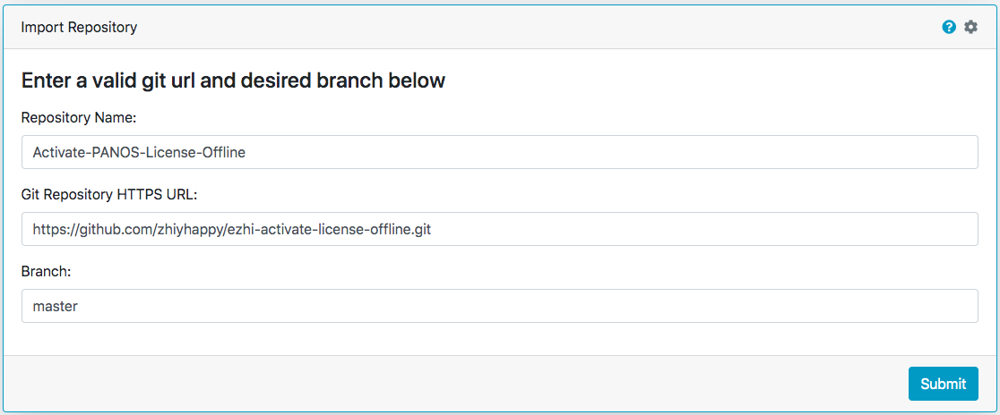 Import Repository
Enter a valid git url and desired branch below
Repository Name:
Activate-PANOS-License-Offline
Git Repository HTTPS URL:
https://github.com/zhiyhappy/ezhi-activate-license-offline.git
Branch:
master
Submit